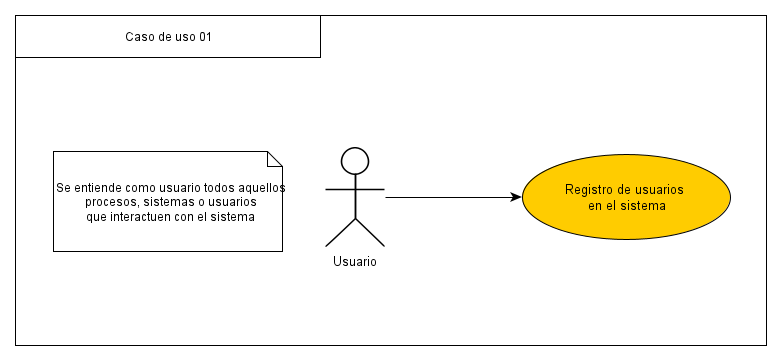 Caso de uso 01
Se entiende como usuario todos aquellos
procesos, sistemas o usuarios
que interactuen con el sistema
Usuario
Registro de usuarios
en el sistema